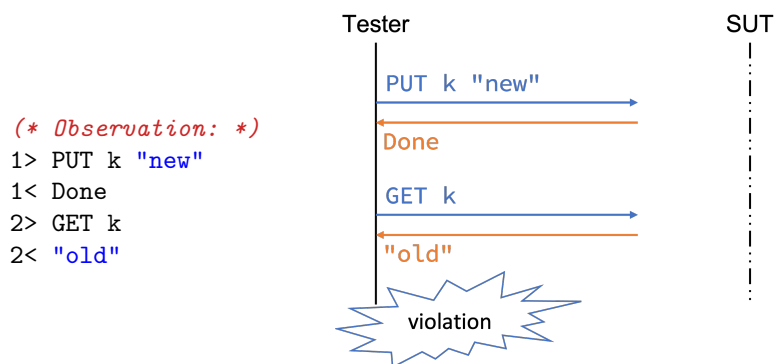 (* Observation: *)
1> PUT k "new"
1< Done
2> GET k
2< "old"
Tester
SUT
PUT k "new"
Done
GET k
"old"
violation